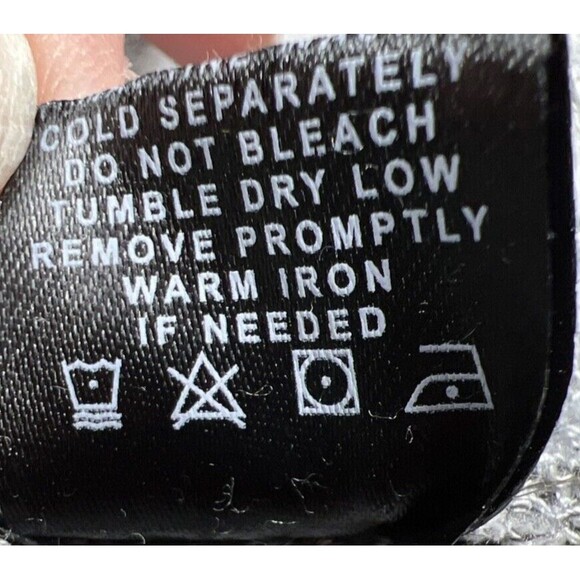 COLD SEPARATELY
DO NOT BLEACH
TUMBLE DRY LOW
REMOVE PROMPTLY
WARM IRON
IF NEEDED